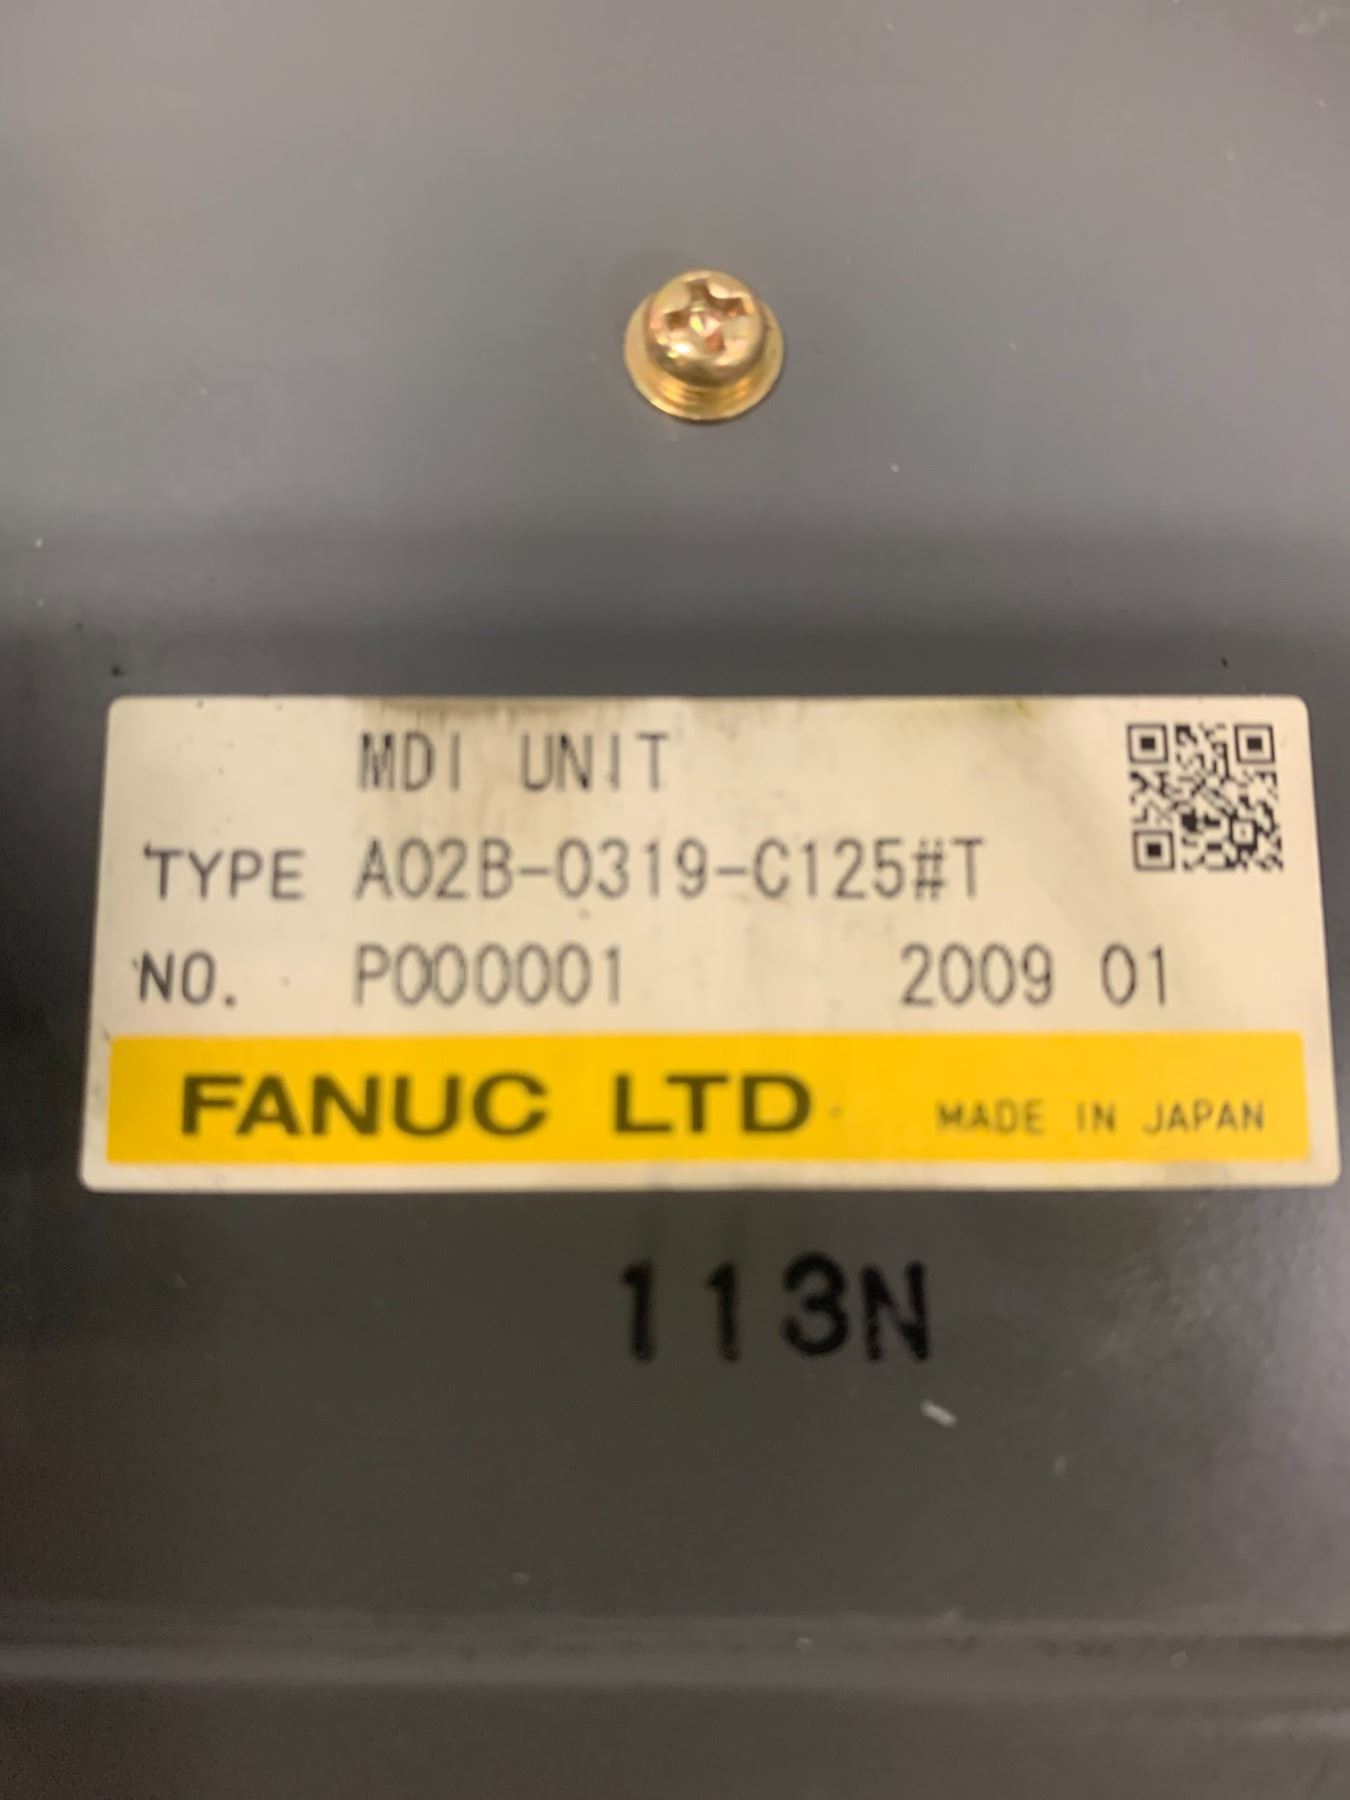 MDI UNIT
TYPE A02B-0319-C125#T
NO. P000001 2009 01
FANUC LTD MADE IN JAPAN
113N